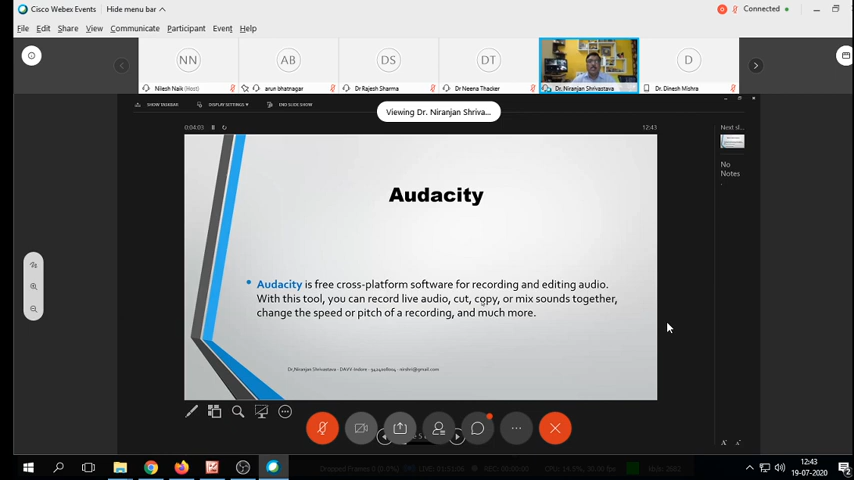 Cisco Webex Events
Hide menu bar
Connected
File Edit Share View Communicate Participant Event Help
NN
AB
DS
DT
D
Nilesh Naik (Host)
arun bhatnagar
Dr Rajesh Sharma
Dr Neena Thacker
Dr. Niranjan Shrivastava
Dr. Dinesh Mishra
SHOW TASKBAR
DISPLAY SETTINGS
END SLIDE SHOW
Viewing Dr. Niranjan Shriva...
0:04:03
12:43
Next sl...
No
Notes
.
Audacity
• Audacity is free cross-platform software for recording and editing audio.
With this tool, you can record live audio, cut, copy, or mix sounds together,
change the speed or pitch of a recording, and much more.
Dr.Niranjan Shrivastava - DAVV Indore
12:43
19-07-2020